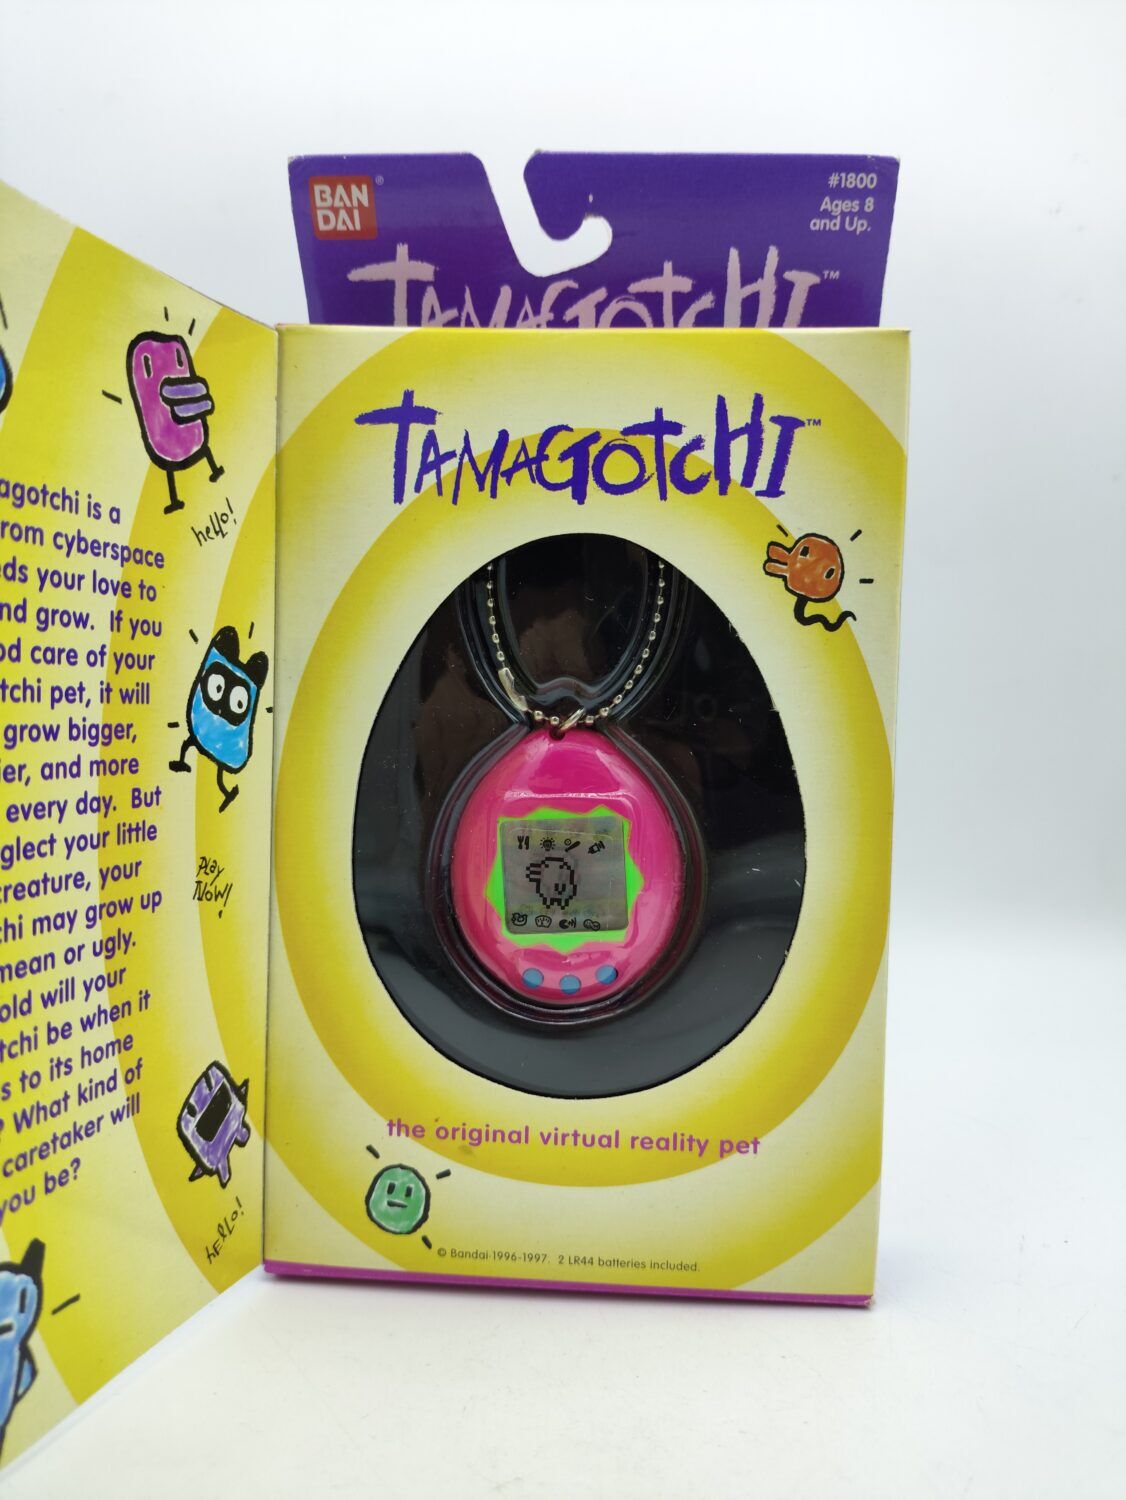 BAN
DAI
®
#1800
Ages 8
and Up.
TAMAGOTCHI™
TAMAGOTCHI™
the original virtual reality pet
© Bandai 1996-1997. 2 LR44 batteries included.
agotchi is a
rom cyberspace
ds your love to
nd grow. If you
od care of your
tchi pet, it will
grow bigger,
ier, and more
every day. But
glect your little
creature, your
chi may grow up
mean or ugly.
old will your
tchi be when it
s to its home
? What kind of
caretaker will
you be?
hello!
Play
Now!
hello!